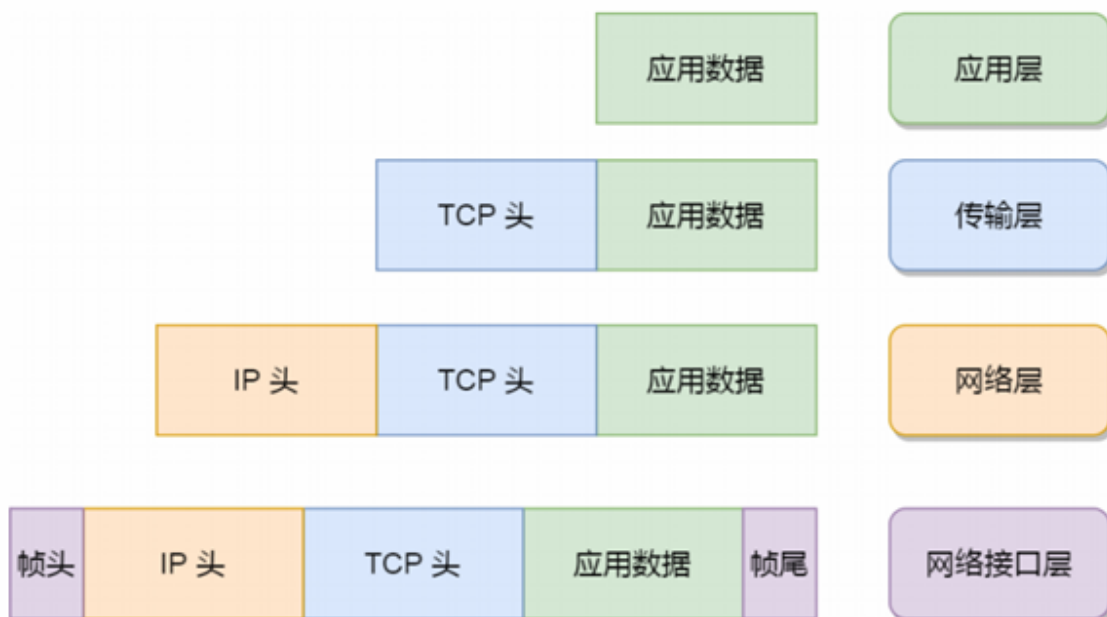 应用数据 应用层
TCP 头 应用数据 传输层
IP 头 TCP 头 应用数据 网络层
帧头 IP 头 TCP 头 应用数据 帧尾 网络接口层